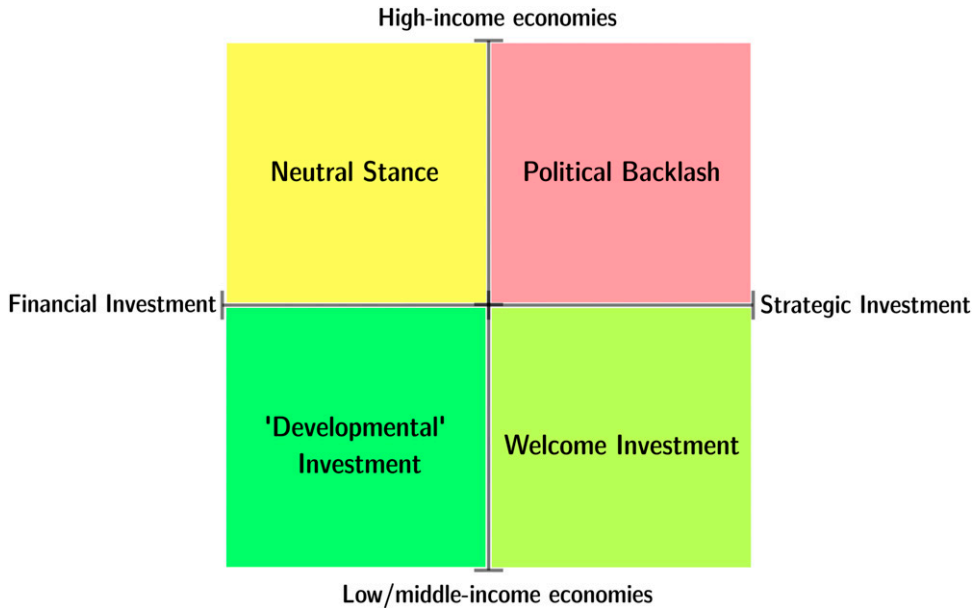 High-income economies
Neutral Stance
Political Backlash
Financial Investment
Strategic Investment
'Developmental'
Investment
Welcome Investment
Low/middle-income economies